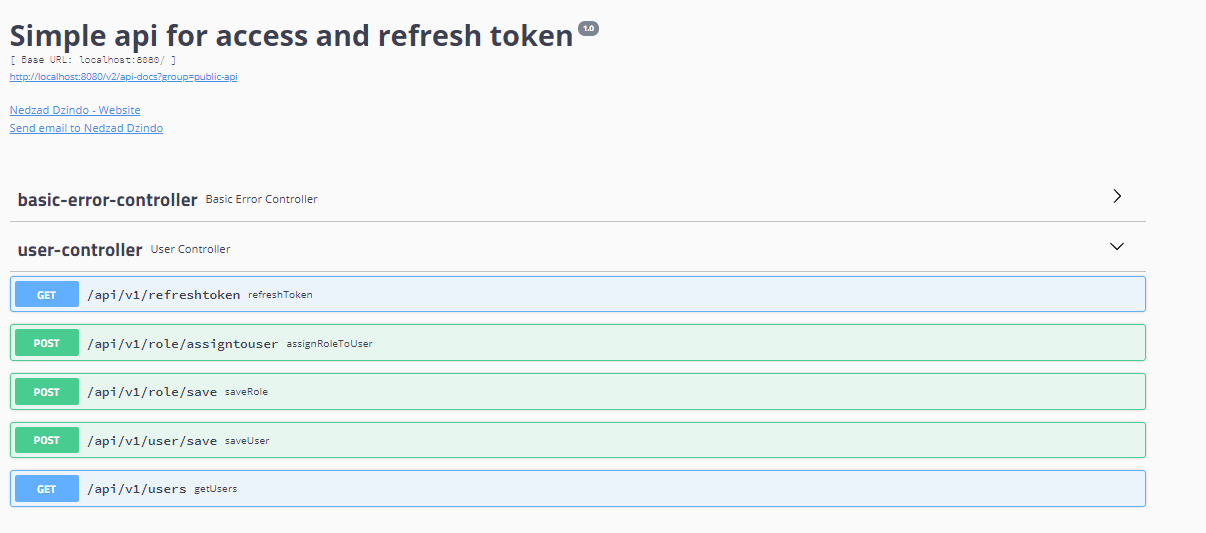 Simple api for access and refresh token 1.0
[ Base URL: localhost:8080/ ]
http://localhost:8080/v2/api-docs?group=public-api
Nedzad Dzindo - Website
Send email to Nedzad Dzindo
basic-error-controller Basic Error Controller
user-controller User Controller
GET /api/v1/refreshtoken refreshToken
POST /api/v1/role/assigntouser assignRoleToUser
POST /api/v1/role/save saveRole
POST /api/v1/user/save saveUser
GET /api/v1/users getUsers